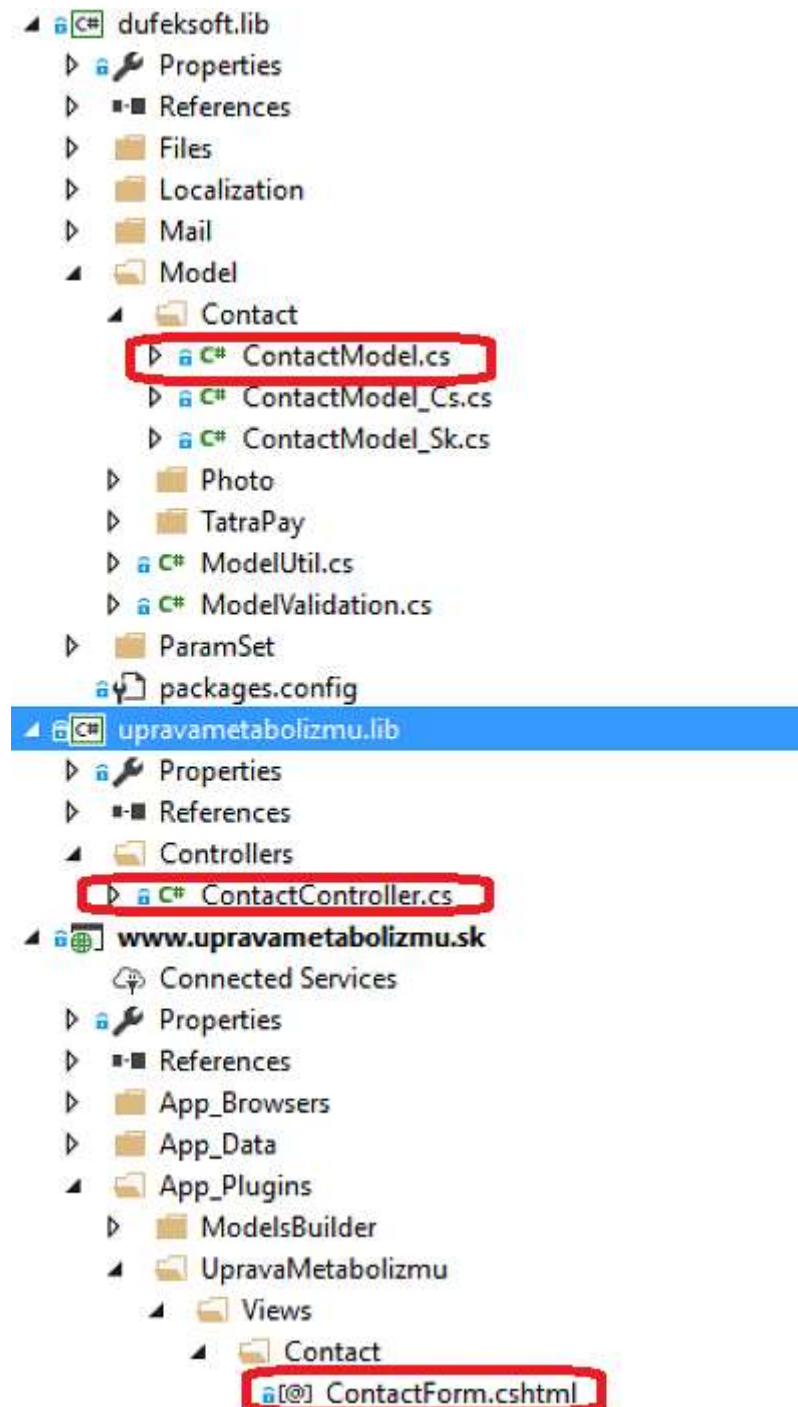 C# dufeksoft.lib
Properties
References
Files
Localization
Mail
Model
Contact
C# ContactModel.cs
C# ContactModel_Cs.cs
C# ContactModel_Sk.cs
Photo
TatraPay
C# ModelUtil.cs
C# ModelValidation.cs
ParamSet
packages.config
C# upravametabolizmu.lib
Properties
References
Controllers
C# ContactController.cs
www.upravametabolizmu.sk
Connected Services
Properties
References
App_Browsers
App_Data
App_Plugins
ModelsBuilder
UpravaMetabolizmu
Views
Contact
[@] ContactForm.cshtml